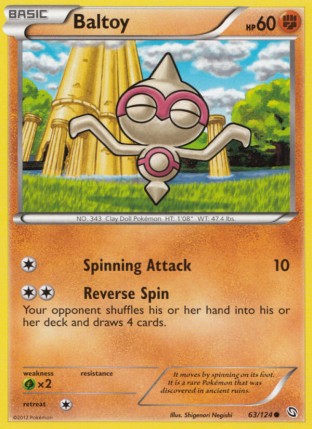 BASIC
Baltoy
HP60
NO. 343 Clay Doll Pokémon HT. 1'08" WT. 47.4 lbs.
Spinning Attack 10
Reverse Spin
Your opponent shuffles his or her hand into his or
her deck and draws 4 cards.
weakness
×2
resistance
retreat
It moves by spinning on its foot.
It is a rare Pokémon that was
discovered in ancient ruins.
©2012 Pokémon
Illus. Shigenori Negishi
63/124